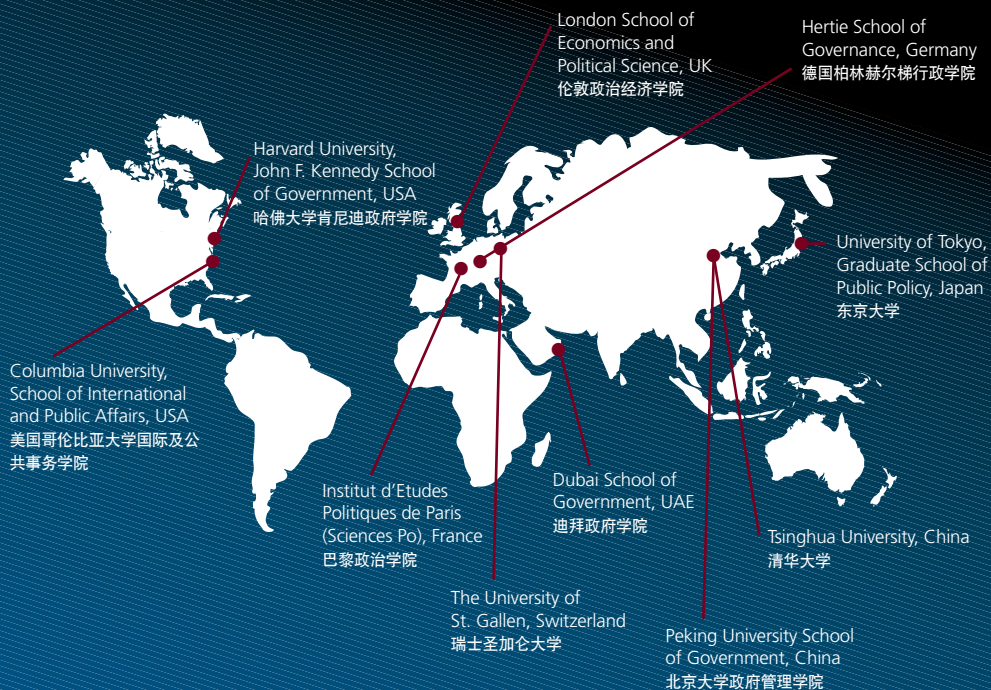 London School of
Economics and
Political Science, UK
伦敦政治经济学院
Hertie School of
Governance, Germany
德国柏林赫尔梯行政学院
Harvard University,
John F. Kennedy School
of Government, USA
哈佛大学肯尼迪政府学院
University of Tokyo,
Graduate School of
Public Policy, Japan
东京大学
Columbia University,
School of International
and Public Affairs, USA
美国哥伦比亚大学国际及公
共事务学院
Institut d’Etudes
Politiques de Paris
(Sciences Po), France
巴黎政治学院
Dubai School of
Government, UAE
迪拜政府学院
Tsinghua University, China
清华大学
The University of
St. Gallen, Switzerland
瑞士圣加仑大学
Peking University School
of Government, China
北京大学政府管理学院